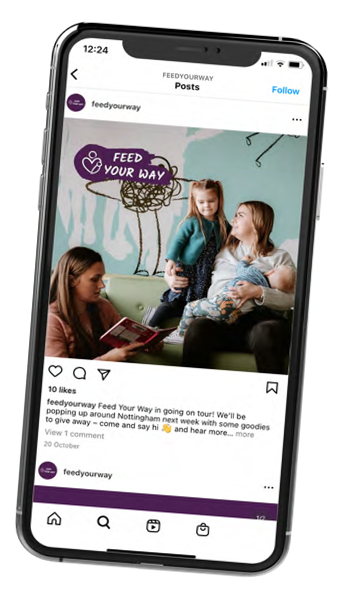 12:24
FEEDYOURWAY
Posts
Follow
feedyourway
FEED
YOUR WAY
10 likes
feedyourway Feed Your Way in going on tour! We'll be
popping up around Nottingham next week with some goodies
to give away – come and say hi 👋 and hear more... more
View 1 comment
20 October
feedyourway
1/2